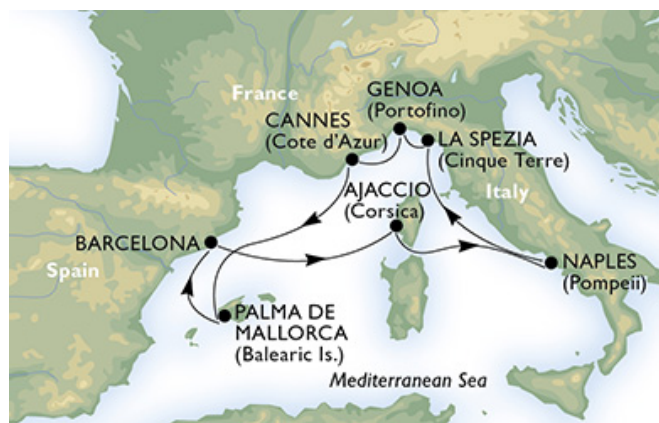 GENOA
(Portofino)
France
CANNES
(Cote d'Azur)
LA SPEZIA
(Cinque Terre)
AJACCIO
(Corsica)
Italy
BARCELONA
Spain
NAPLES
(Pompeii)
PALMA DE
MALLORCA
(Balearic Is.)
Mediterranean Sea